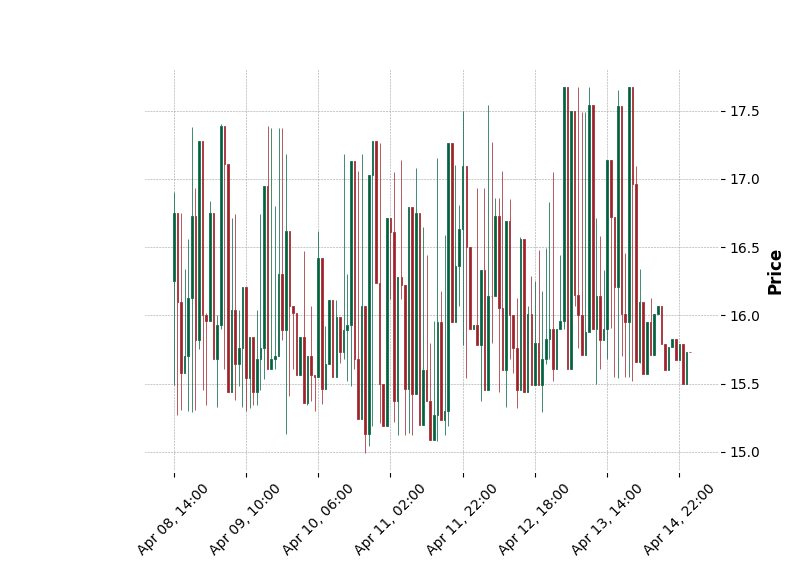 17.5
17.0
16.5
16.0
15.5
15.0
Price
Apr 08, 14:00
Apr 09, 10:00
Apr 10, 06:00
Apr 11, 02:00
Apr 11, 22:00
Apr 12, 18:00
Apr 13, 14:00
Apr 14, 22:00